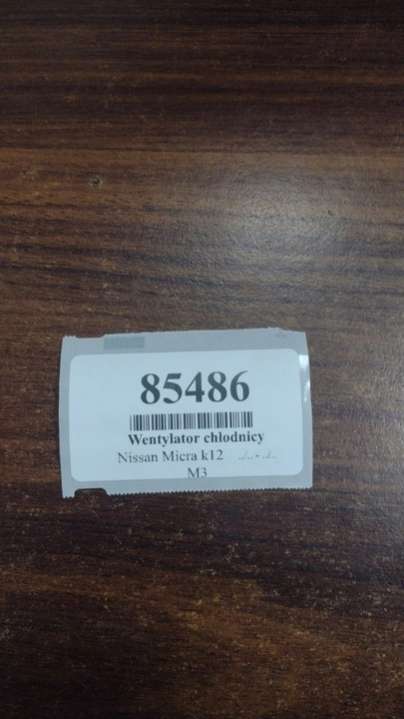 85486
Wentylator chlodnicy
Nissan Micra k12
M3